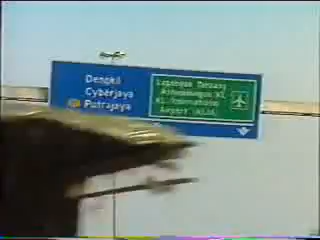 Dengkil
Cyberjaya
Putrajaya
Lapangan Terbang
Antarabangsa KL
KL International
Airport (KLIA)